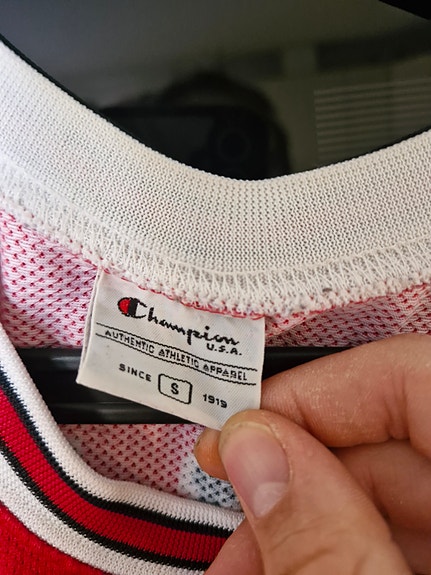 Champion
U.S.A.
AUTHENTIC ATHLETIC APPAREL
SINCE S 1919